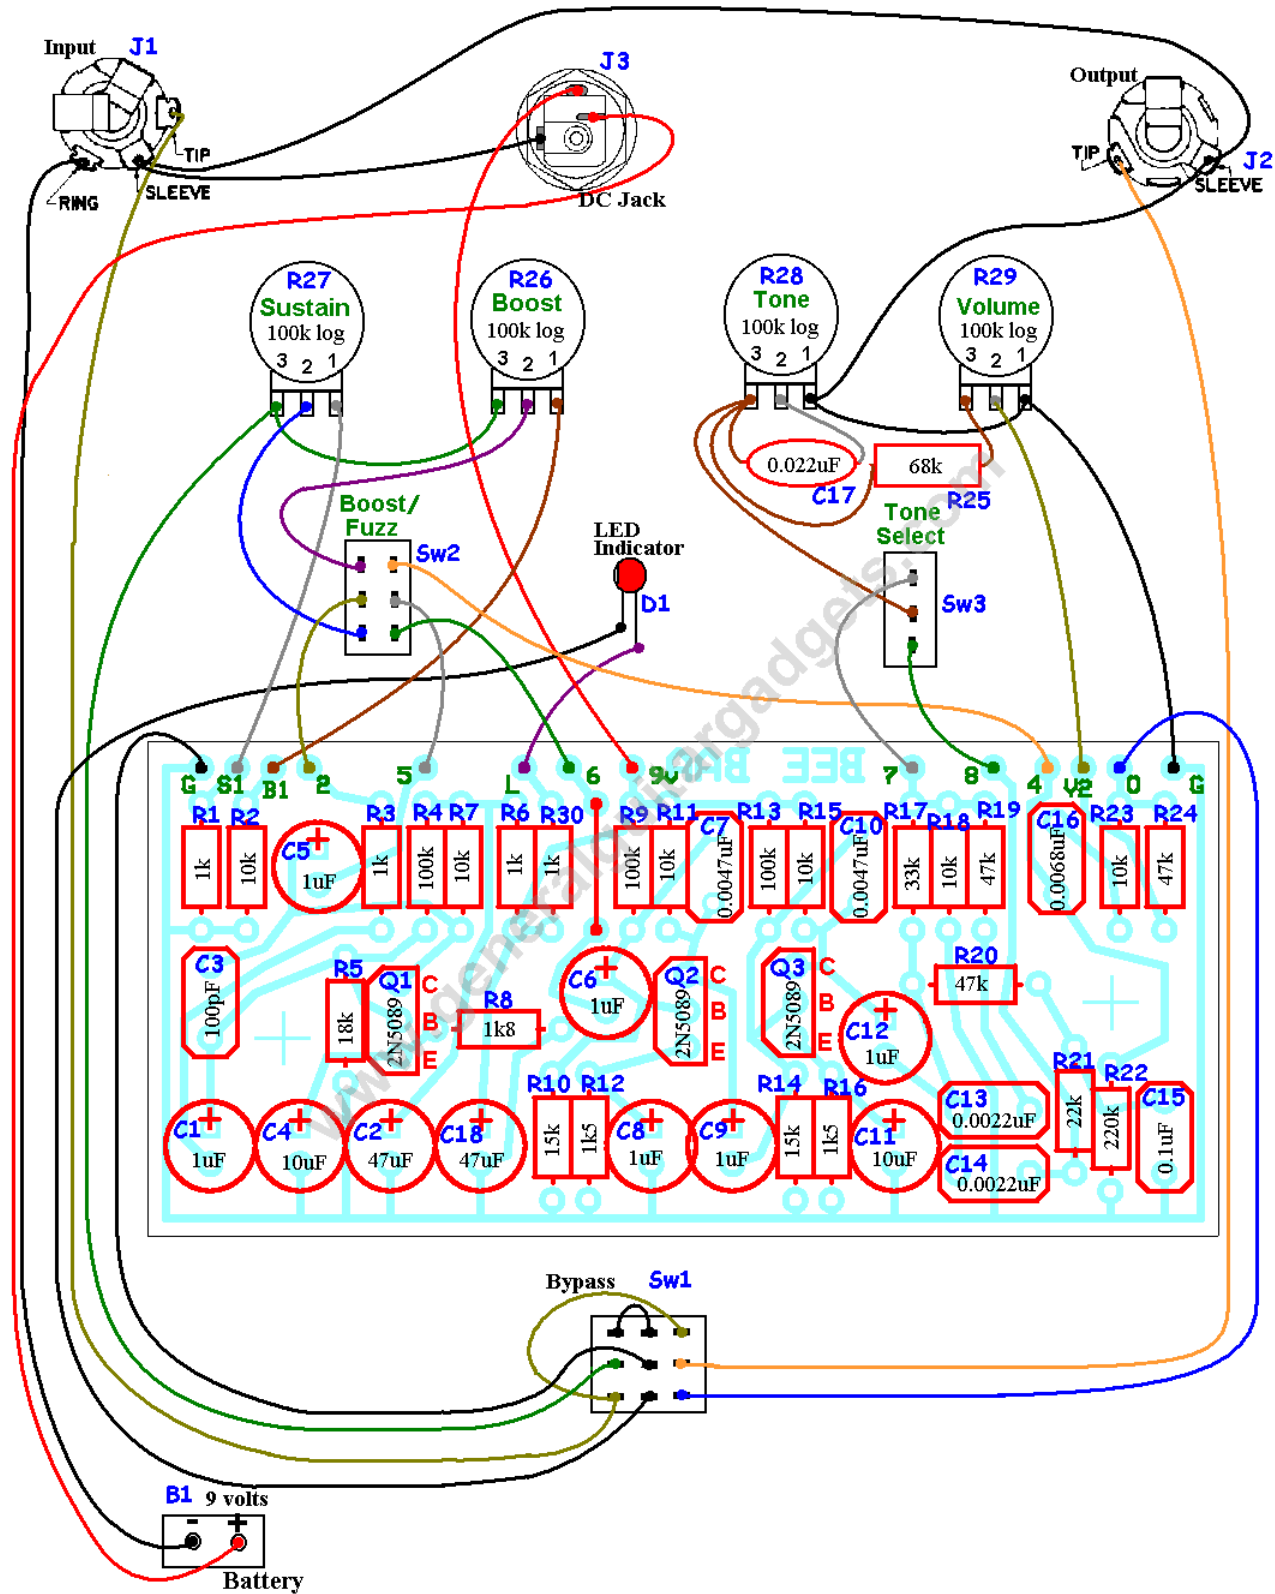 Input J1
J3
Output
TIP
RING
SLEEVE
DC Jack
TIP
SLEEVE
J2
R27
Sustain
100k log
3 2 1
R26
Boost
100k log
3 2 1
R28
Tone
100k log
3 2 1
R29
Volume
100k log
3 2 1
0.022uF
C17
68k
R25
Boost/
Fuzz
Sw2
LED
Indicator
D1
Tone
Select
Sw3
www.generalguitargadgets.com
G S1 B1 2 5 L 6 9v 7 8 4 V2 O G
BEE BAA
R1 R2 R3 R4 R7 R6 R30 R9 R11 C7 R13 R15 C10 R17 R18 R19 C16 R23 R24
1k 10k
C5
1uF
1k 100k 10k 1k 1k 100k 10k 0.0047uF 100k 10k 0.0047uF 33k 10k 47k 0.0068uF 10k 47k
C3
100pF
R5
18k
Q1
2N5089
C
B
E
R8
1k8
C6
1uF
Q2
2N5089
C
B
E
Q3
2N5089
C
B
E
C12
1uF
R20
47k
C1
1uF
C4
10uF
C2
47uF
C18
47uF
R10 R12
15k 1k5
C8
1uF
C9
1uF
R14 R16
15k 1k5
C11
10uF
C13
0.0022uF
C14
0.0022uF
R21
22k
R22
220k
C15
0.1uF
Bypass Sw1
B1 9 volts
- +
Battery